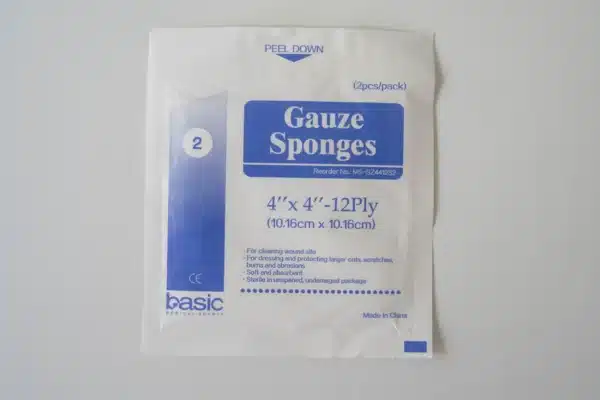 PEEL DOWN
(2pcs/pack)
2
Gauze
Sponges
Reorder No.
4"x 4"-12Ply
(10.16cm x 10.16cm)
· For cleaning wound site
· For dressing and protecting larger cuts, scratches,
burns and abrasions
· Soft and absorbent
· Sterile in unopened, undamaged package
CE
basic
Made in China